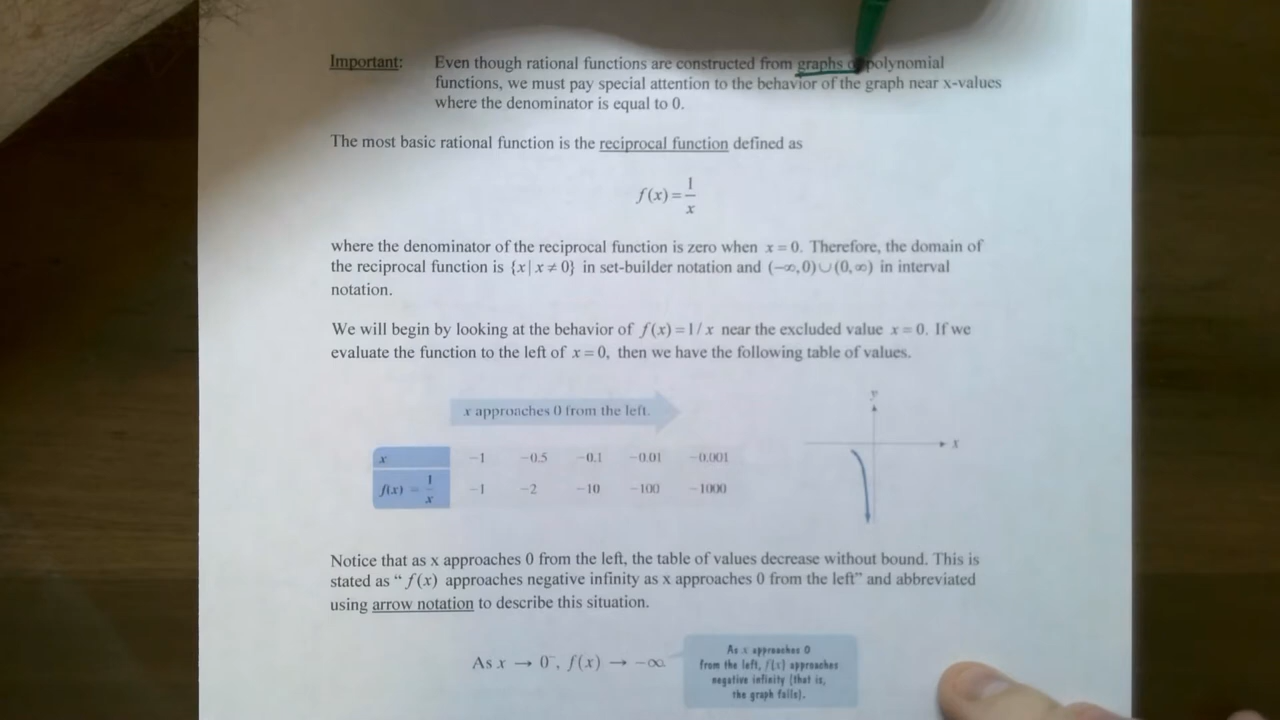 Important: Even though rational functions are constructed from graphs polynomial
functions, we must pay special attention to the behavior of the graph near x-values
where the denominator is equal to 0.
The most basic rational function is the reciprocal function defined as
f(x) = 1/x
where the denominator of the reciprocal function is zero when x = 0. Therefore, the domain of
the reciprocal function is {x | x ≠ 0} in set-builder notation and (−∞, 0) ∪ (0, ∞) in interval
notation.
We will begin by looking at the behavior of f(x) = 1/x near the excluded value x = 0. If we
evaluate the function to the left of x = 0, then we have the following table of values.
x approaches 0 from the left.
x −1 −0.5 −0.1 −0.01 −0.001
f(x) = 1/x −1 −2 −10 −100 −1000
y
x
Notice that as x approaches 0 from the left, the table of values decrease without bound. This is
stated as “ f(x) approaches negative infinity as x approaches 0 from the left” and abbreviated
using arrow notation to describe this situation.
As x → 0⁻, f(x) → −∞.
As x approaches 0
from the left, f(x) approaches
negative infinity (that is,
the graph falls).